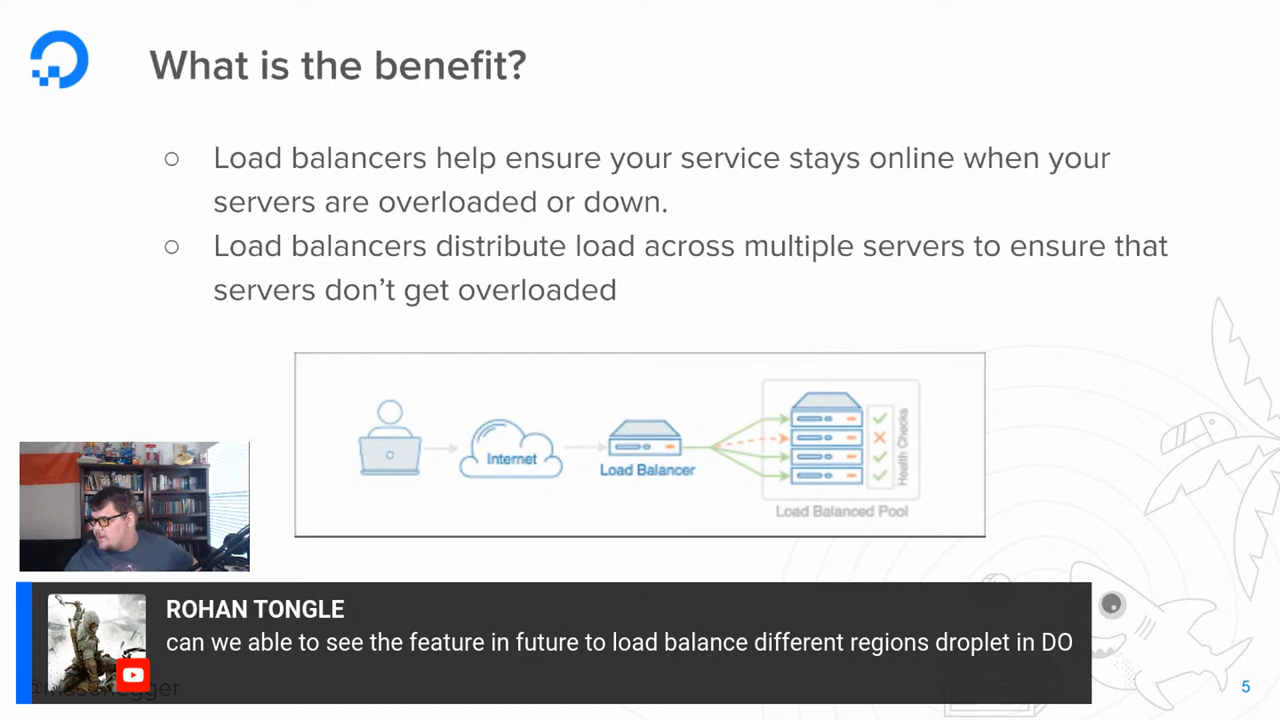 What is the benefit?
○ Load balancers help ensure your service stays online when your
servers are overloaded or down.
○ Load balancers distribute load across multiple servers to ensure that
servers don’t get overloaded
Internet
Load Balancer
Health Checks
Load Balanced Pool
ROHAN TONGLE
can we able to see the feature in future to load balance different regions droplet in DO
5